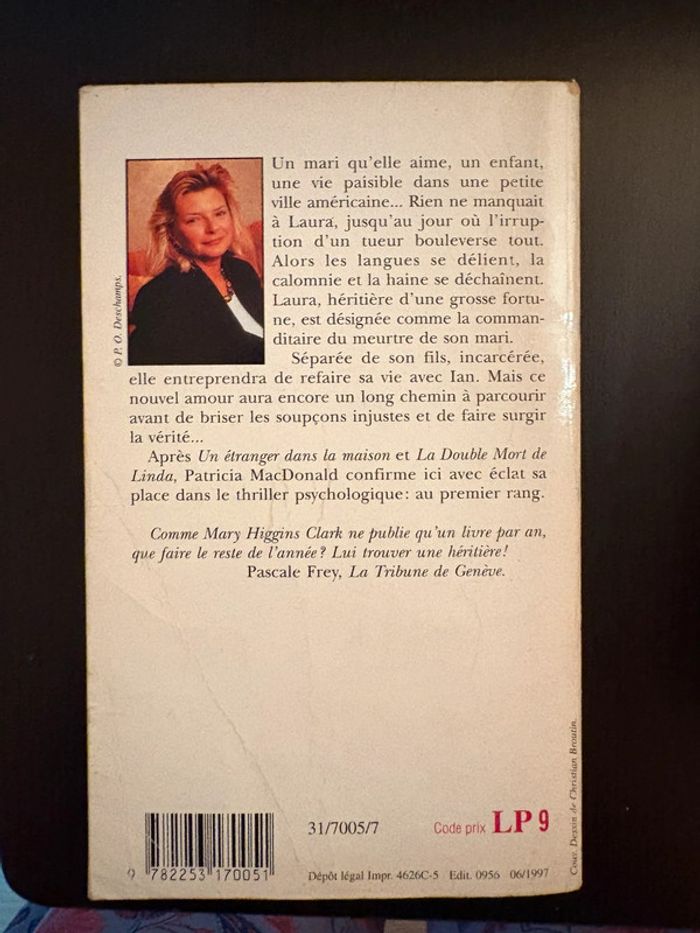 Un mari qu'elle aime, un enfant,
une vie paisible dans une petite
ville américaine... Rien ne manquait
à Laura, jusqu'au jour où l'irrup-
tion d'un tueur bouleverse tout.
Alors les langues se délient, la
calomnie et la haine se déchaînent.
Laura, héritière d'une grosse fortu-
ne, est désignée comme la comman-
ditaire du meurtre de son mari.
Séparée de son fils, incarcérée,
elle entreprendra de refaire sa vie avec Ian. Mais ce
nouvel amour aura encore un long chemin à parcourir
avant de briser les soupçons injustes et de faire surgir
la vérité...
Après Un étranger dans la maison et La Double Mort de
Linda, Patricia MacDonald confirme ici avec éclat sa
place dans le thriller psychologique: au premier rang.
Comme Mary Higgins Clark ne publie qu'un livre par an,
que faire le reste de l'année? Lui trouver une héritière!
Pascale Frey, La Tribune de Genève.
© P. O. Deschamps.
31/7005/7
Code prix LP 9
9 782253 170051
Dépôt légal Impr. 4626C-5 Edit. 0956 06/1997
Couv. Dessin de Christian Broutin.